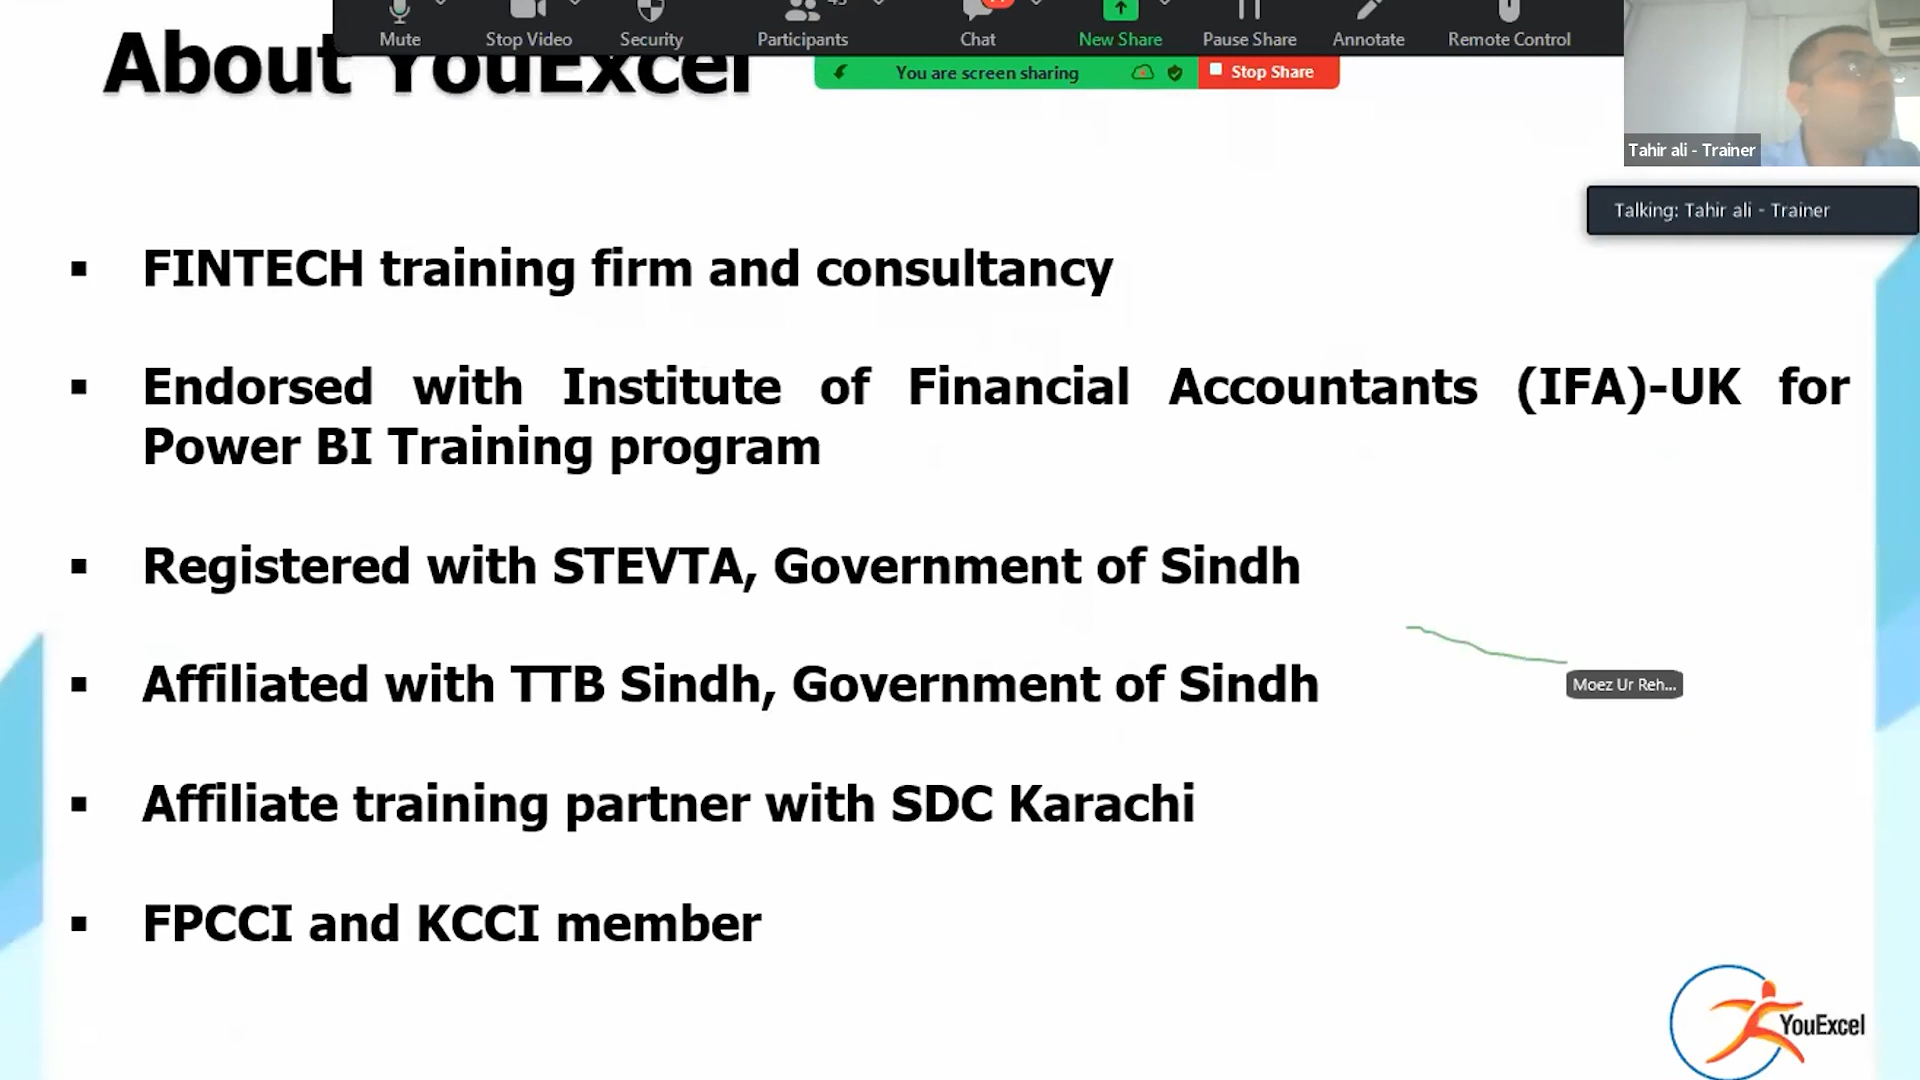 Mute Stop Video Security Participants Chat New Share Pause Share Annotate Remote Control
About YouExcel
You are screen sharing Stop Share
Tahir ali - Trainer
Talking: Tahir ali - Trainer
▪ FINTECH training firm and consultancy
▪ Endorsed with Institute of Financial Accountants (IFA)-UK for
Power BI Training program
▪ Registered with STEVTA, Government of Sindh
▪ Affiliated with TTB Sindh, Government of Sindh
Moez Ur Reh...
▪ Affiliate training partner with SDC Karachi
▪ FPCCI and KCCI member
YouExcel